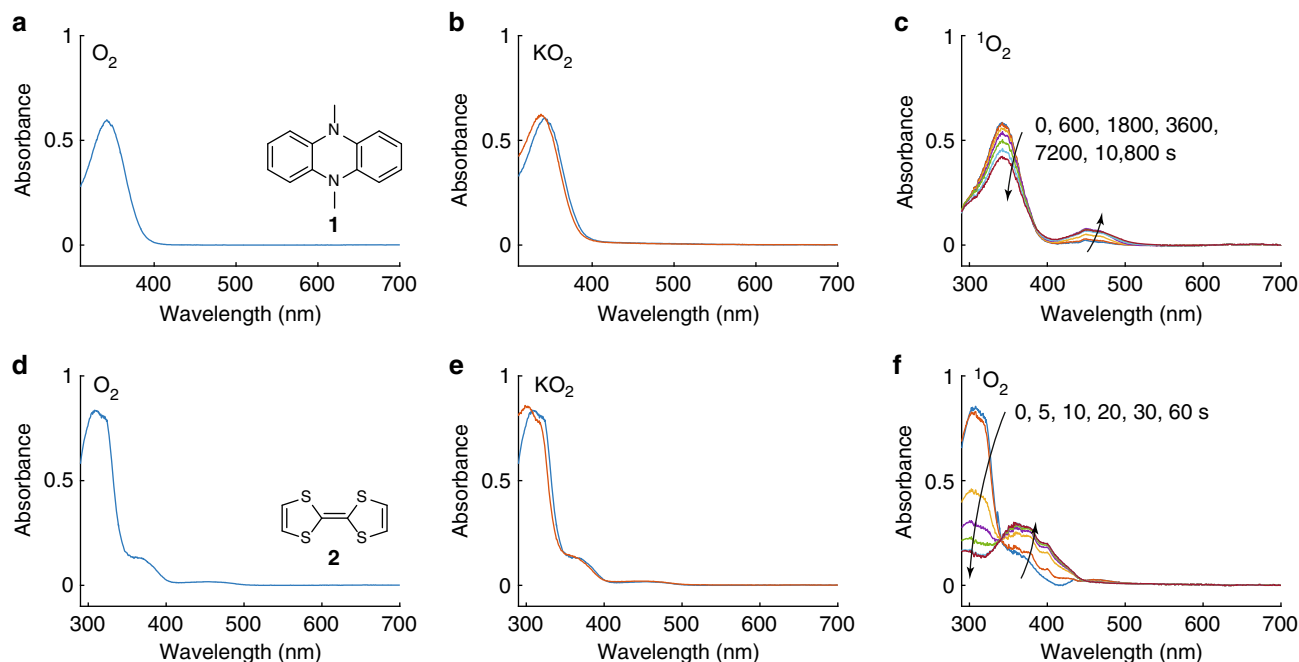 a
O2
1
0.5
0
Absorbance
400
500
600
700
Wavelength (nm)
N
N
1
b
KO2
1
0.5
0
Absorbance
400
500
600
700
Wavelength (nm)
c
1O2
1
0.5
0
Absorbance
0, 600, 1800, 3600,
7200, 10,800 s
300
400
500
600
700
Wavelength (nm)
d
O2
1
0.5
0
Absorbance
300
400
500
600
700
Wavelength (nm)
S
S
S
S
2
e
KO2
1
0.5
0
Absorbance
300
400
500
600
700
Wavelength (nm)
f
1O2
1
0.5
0
Absorbance
0, 5, 10, 20, 30, 60 s
300
400
500
600
700
Wavelength (nm)